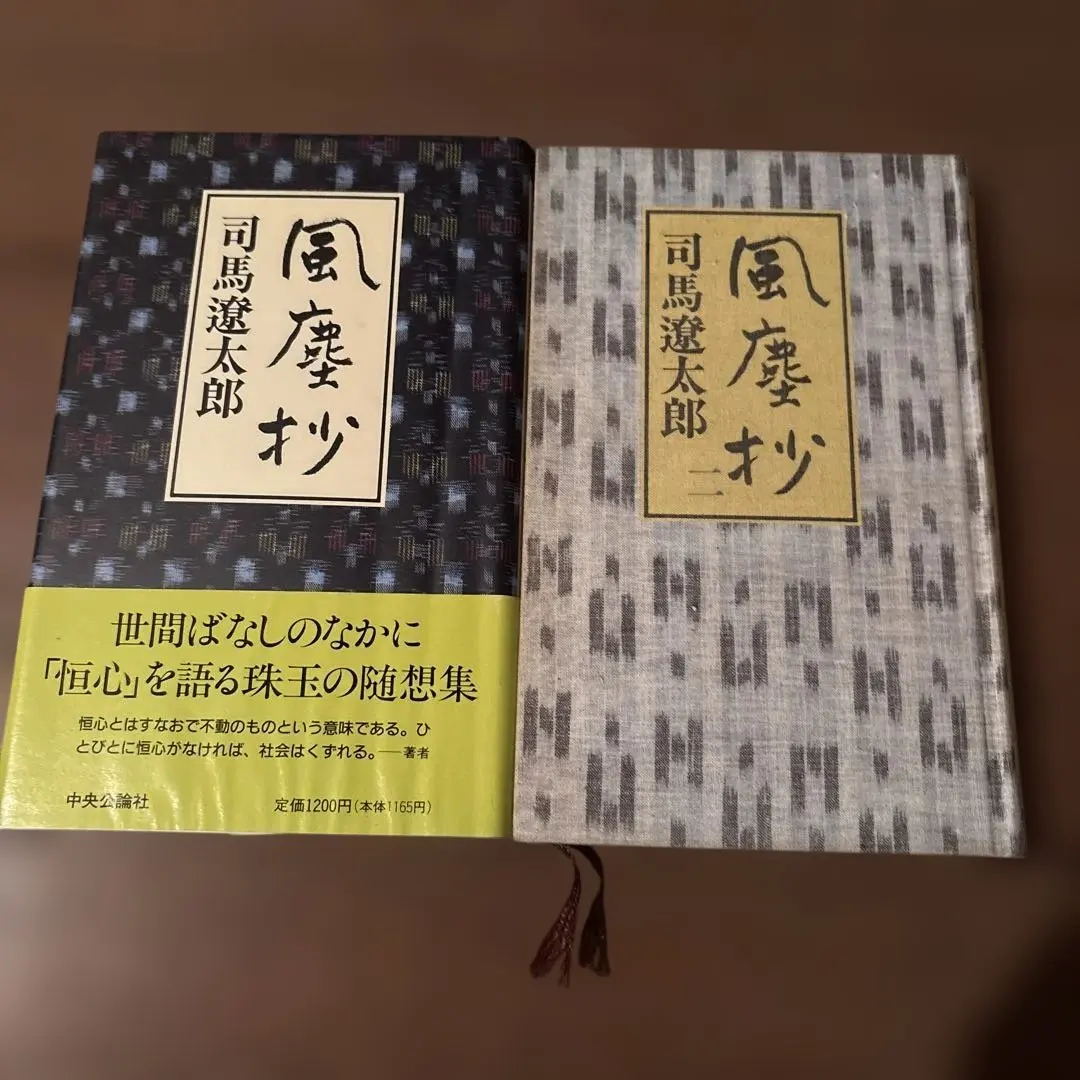 風塵抄
司馬遼太郎
世間ばなしのなかに
「恒心」を語る珠玉の随想集
恒心とはすなおで不動のものという意味である。ひ
とびとに恒心がなければ、社会はくずれる。──著者
中央公論社
定価1200円(本体1165円)
風塵抄
二
司馬遼太郎